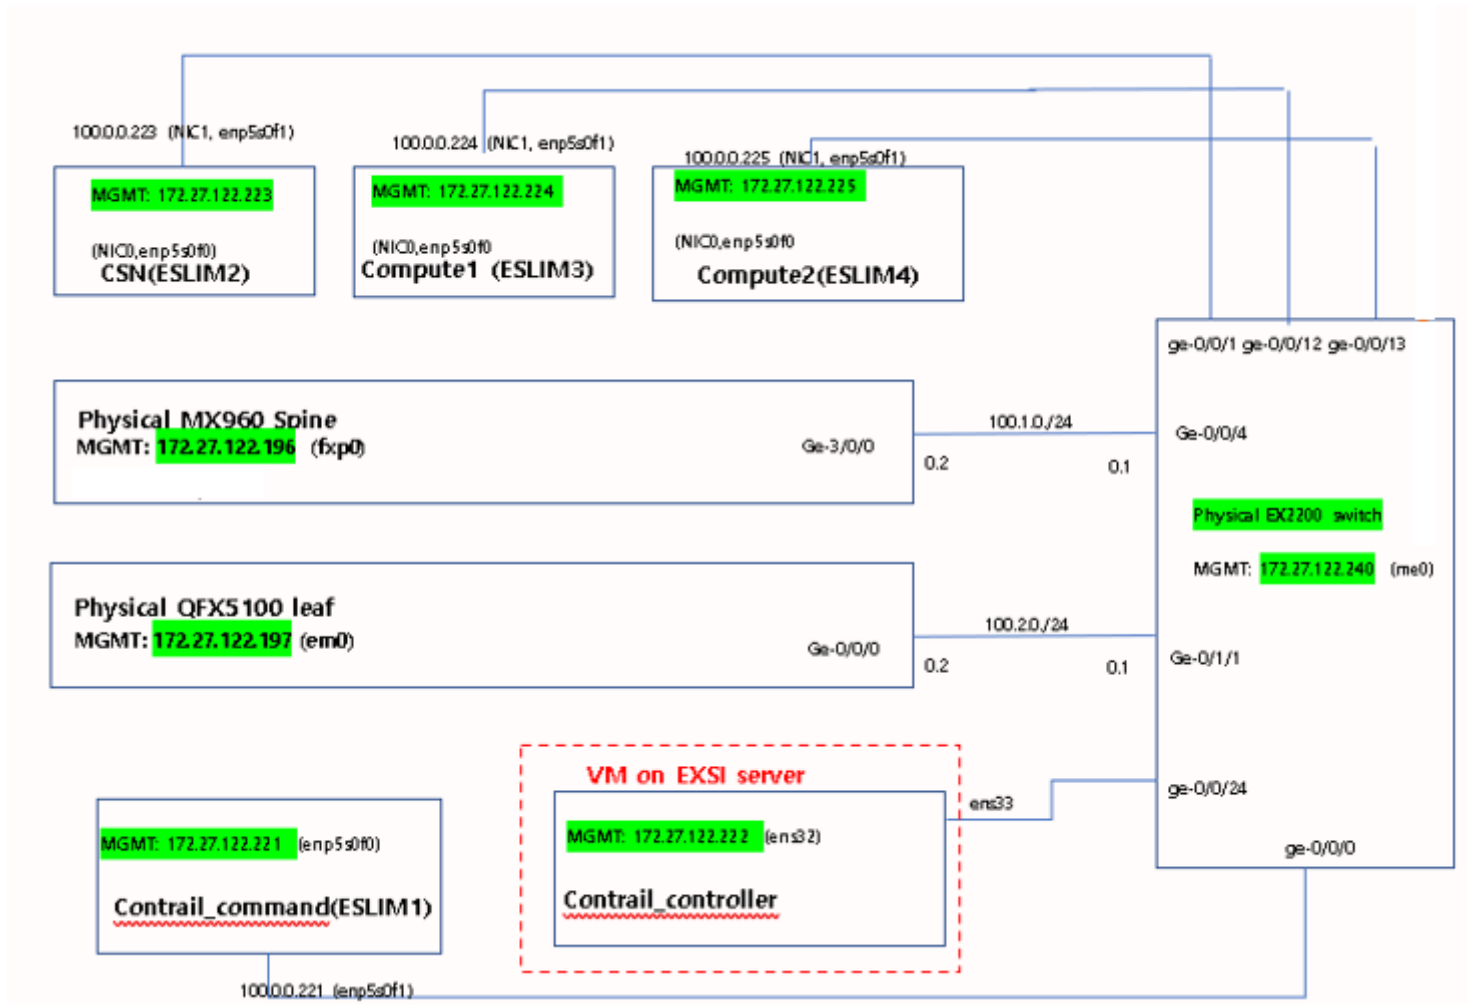 100.0.0.223 (NIC1, enp5s0f1)
100.0.0.224 (NIC1, enp5s0f1)
100.0.0.225 (NIC1, enp5s0f1)
MGMT: 172.27.122.223
(NIC0,enp5s0f0)
CSN(ESLIM2)
MGMT: 172.27.122.224
(NIC0,enp5s0f0
Compute1 (ESLIM3)
MGMT: 172.27.122.225
(NIC0,enp5s0f0
Compute2(ESLIM4)
ge-0/0/1 ge-0/0/12 ge-0/0/13
Physical MX960 Spine
MGMT: 172.27.122.196 (fxp0)
Ge-3/0/0
100.1.0./24
0.2
0.1
Ge-0/0/4
Physical EX2200 switch
MGMT: 172.27.122.240 (me0)
Physical QFX5100 leaf
MGMT: 172.27.122.197 (em0)
Ge-0/0/0
100.2.0./24
0.2
0.1
Ge-0/1/1
VM on EXSI server
ens33
ge-0/0/24
ge-0/0/0
MGMT: 172.27.122.221 (enp5s0f0)
Contrail_command(ESLIM1)
MGMT: 172.27.122.222 (ens32)
Contrail_controller
100.0.0.221 (enp5s0f1)